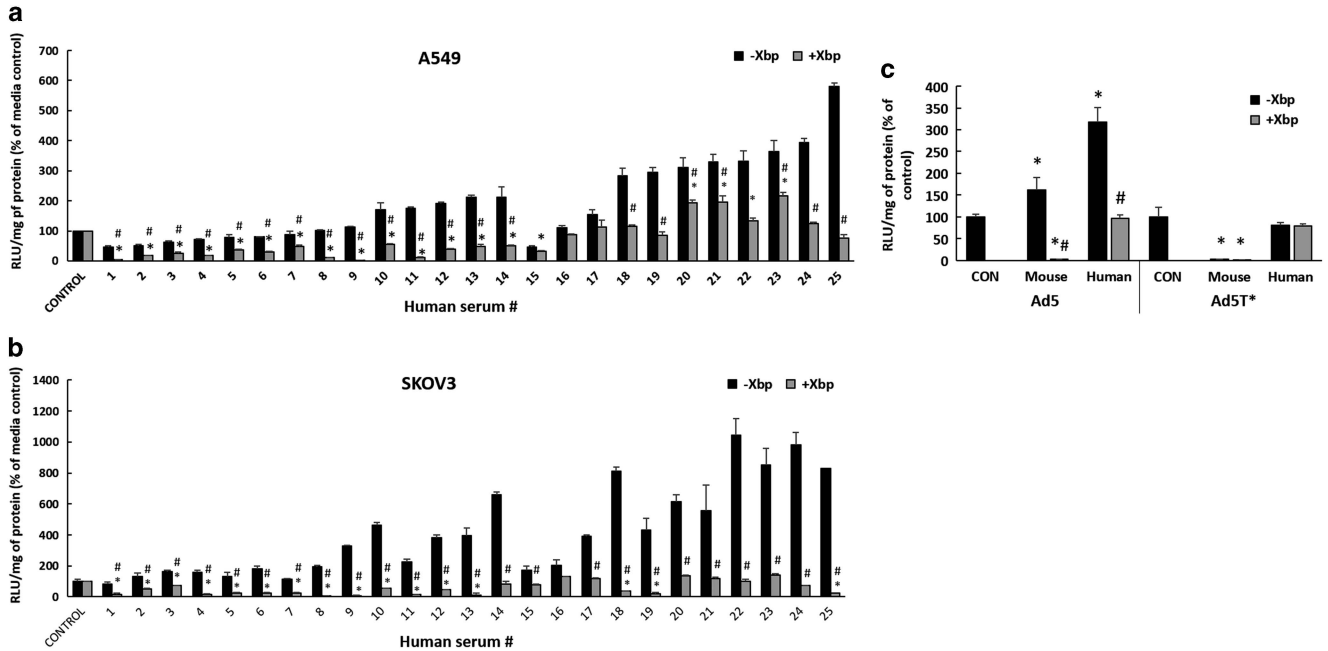 a
A549
-Xbp +Xbp
RLU/mg pf protein (% of media control)
700
600
500
400
300
200
100
0
# # # # # # # # # # # # # # # # # # # # # #
* * * * * * * * * * * * * * * * * *
CONTROL 1 2 3 4 5 6 7 8 9 10 11 12 13 14 15 16 17 18 19 20 21 22 23 24 25
Human serum #
b
SKOV3
-Xbp +Xbp
RLU/mg of protein (% of media control)
1400
1200
1000
800
600
400
200
0
# # # # # # # # # # # # # # # # # # # # # # # #
* * * * * * * * * * * * * * * *
CONTROL 1 2 3 4 5 6 7 8 9 10 11 12 13 14 15 16 17 18 19 20 21 22 23 24 25
Human serum #
c
-Xbp
+Xbp
RLU/mg of protein (% of
control)
400
350
300
250
200
150
100
50
0
* *
*# # * *
CON Mouse Human CON Mouse Human
Ad5 Ad5T*